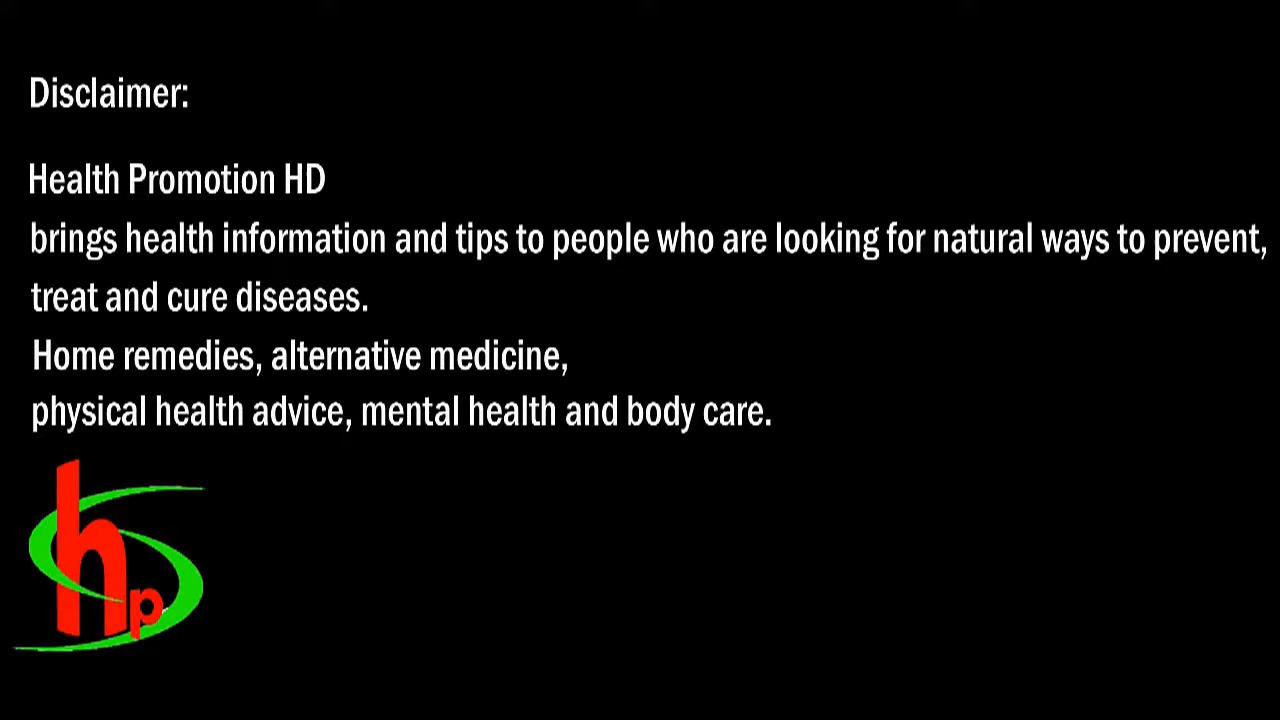 Disclaimer:
Health Promotion HD
brings health information and tips to people who are looking for natural ways to prevent,
treat and cure diseases.
Home remedies, alternative medicine,
physical health advice, mental health and body care.
hp